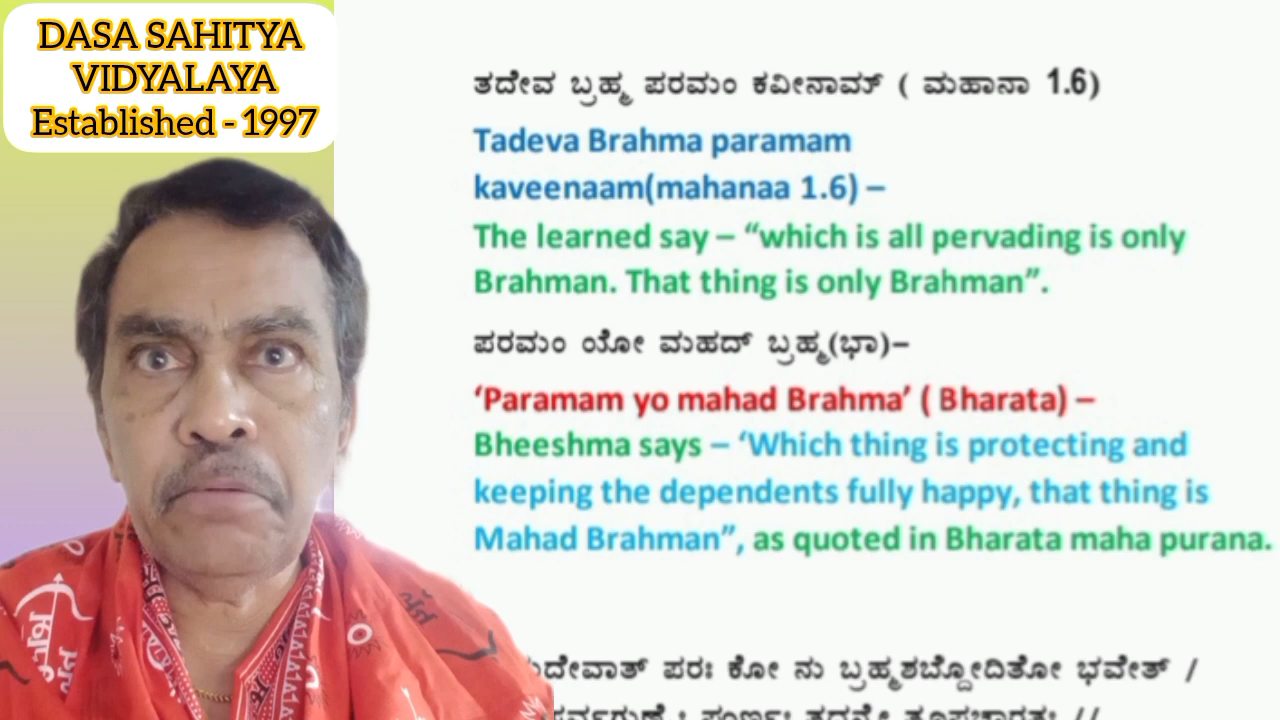 DASA SAHITYA
VIDYALAYA
Established - 1997
ತದೇವ ಬ್ರಹ್ಮ ಪರಮಂ ಕವೀನಾಮ್ ( ಮಹಾನಾ 1.6)
Tadeva Brahma paramam
kaveenaam(mahanaa 1.6) –
The learned say – “which is all pervading is only
Brahman. That thing is only Brahman”.
ಪರಮಂ ಯೋ ಮಹದ್ ಬ್ರಹ್ಮ(ಭಾ)–
‘Paramam yo mahad Brahma’ ( Bharata) –
Bheeshma says – ‘Which thing is protecting and
keeping the dependents fully happy, that thing is
Mahad Brahman”, as quoted in Bharata maha purana.
ಪರಃ ಕೋ ನು ಬ್ರಹ್ಮಶಬ್ದೋದಿತೋ ಭವೇತ್ /